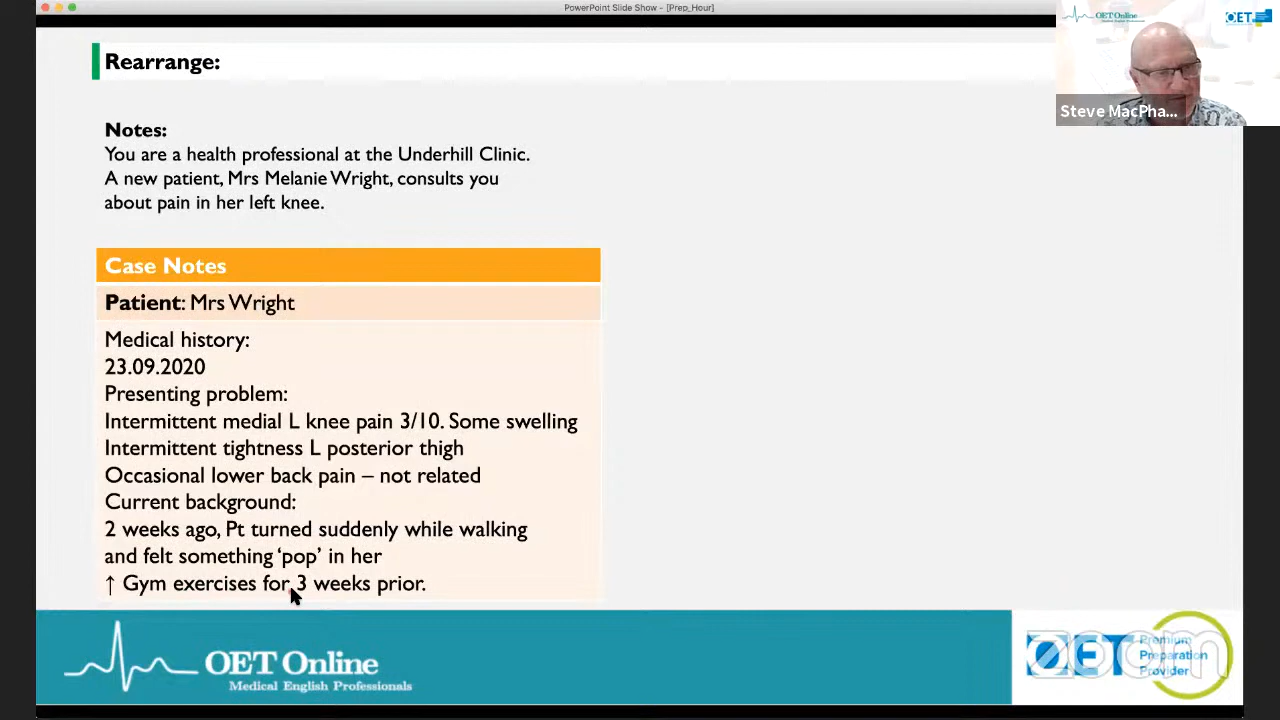 PowerPoint Slide Show - [Prep_Hour]
OET Online
OET
Steve MacPha...
Rearrange:
Notes:
You are a health professional at the Underhill Clinic.
A new patient, Mrs Melanie Wright, consults you
about pain in her left knee.
Case Notes
Patient: Mrs Wright
Medical history:
23.09.2020
Presenting problem:
Intermittent medial L knee pain 3/10. Some swelling
Intermittent tightness L posterior thigh
Occasional lower back pain – not related
Current background:
2 weeks ago, Pt turned suddenly while walking
and felt something ‘pop’ in her
↑ Gym exercises for 3 weeks prior.
OET Online
Medical English Professionals
OET
Premium
Preparation
Provider
zoom